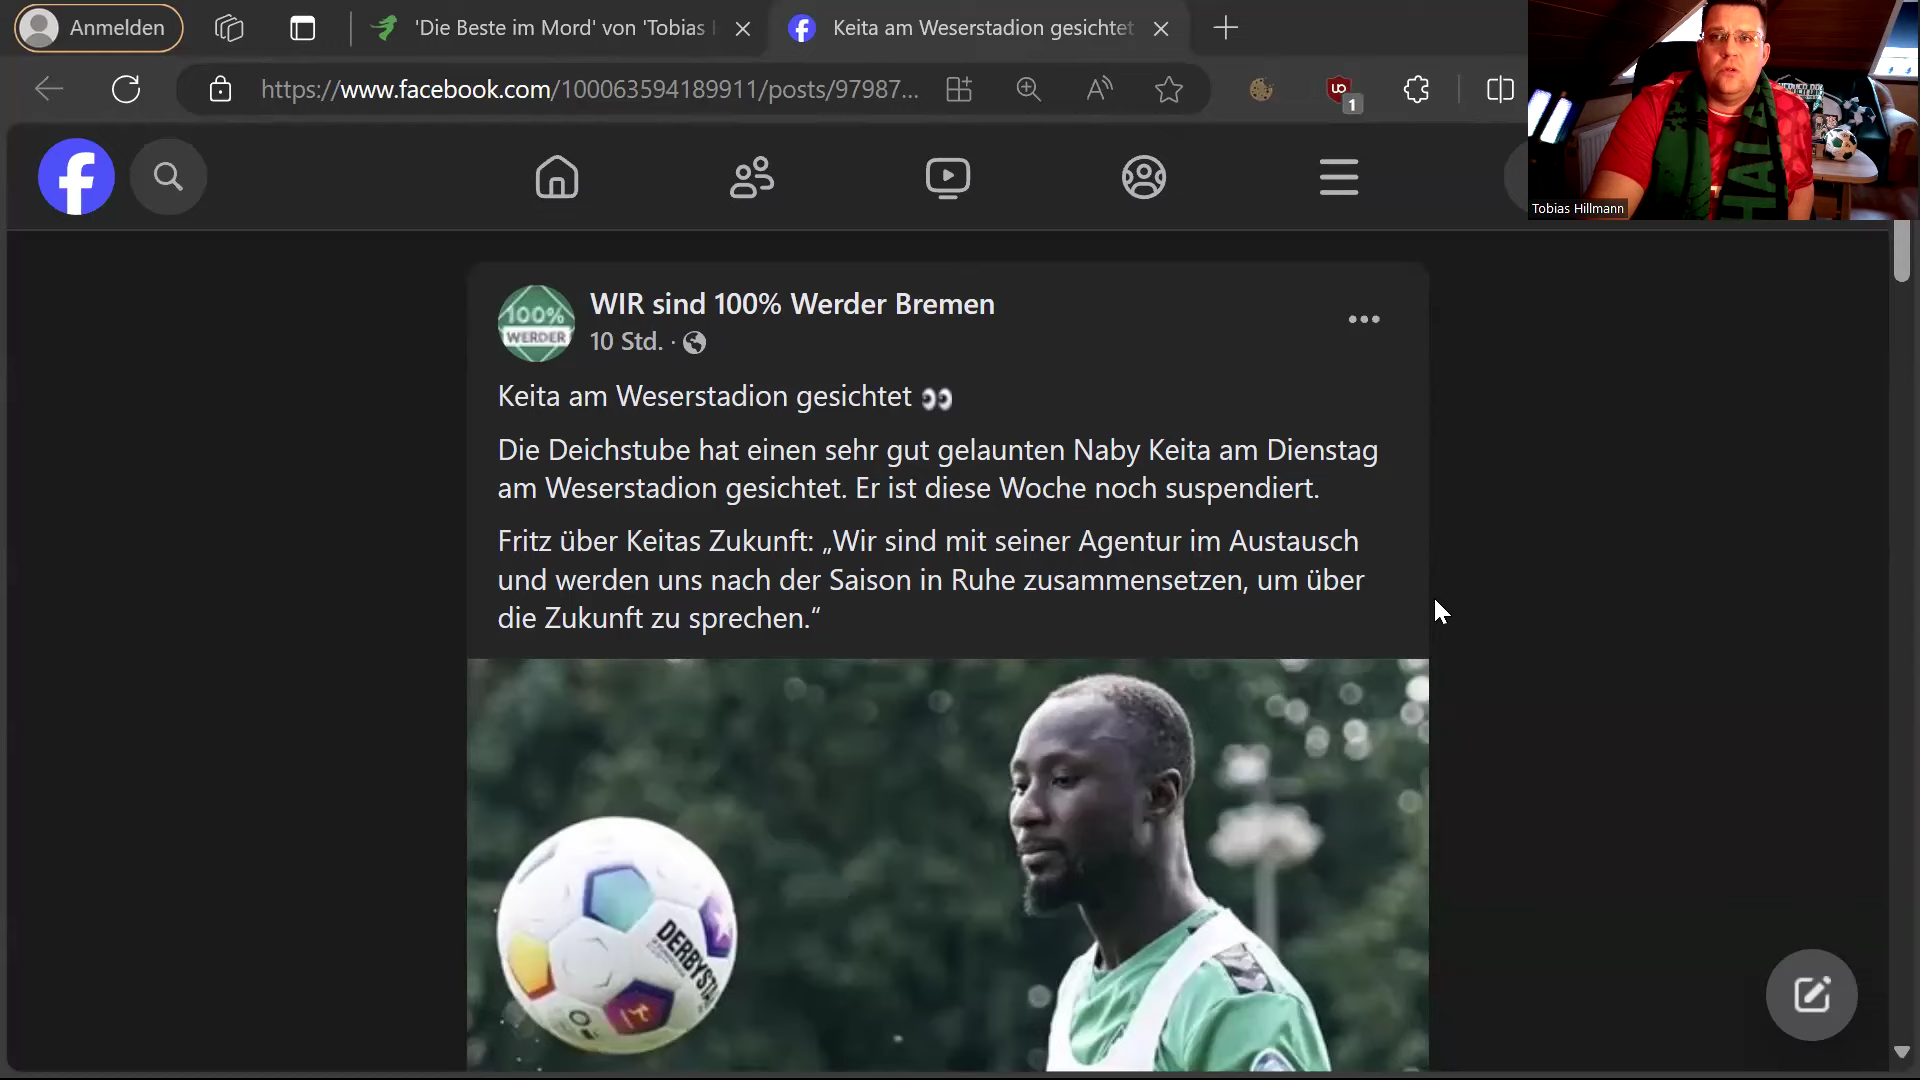 Anmelden
'Die Beste im Mord' von 'Tobias
Keita am Weserstadion gesichtet
https://www.facebook.com/100063594189911/posts/97987...
1
Tobias Hillmann
HAL
100%
WERDER
WIR sind 100% Werder Bremen
10 Std. ·
Keita am Weserstadion gesichtet 👀
Die Deichstube hat einen sehr gut gelaunten Naby Keita am Dienstag
am Weserstadion gesichtet. Er ist diese Woche noch suspendiert.
Fritz über Keitas Zukunft: „Wir sind mit seiner Agentur im Austausch
und werden uns nach der Saison in Ruhe zusammensetzen, um über
die Zukunft zu sprechen.“
DERBYSTA